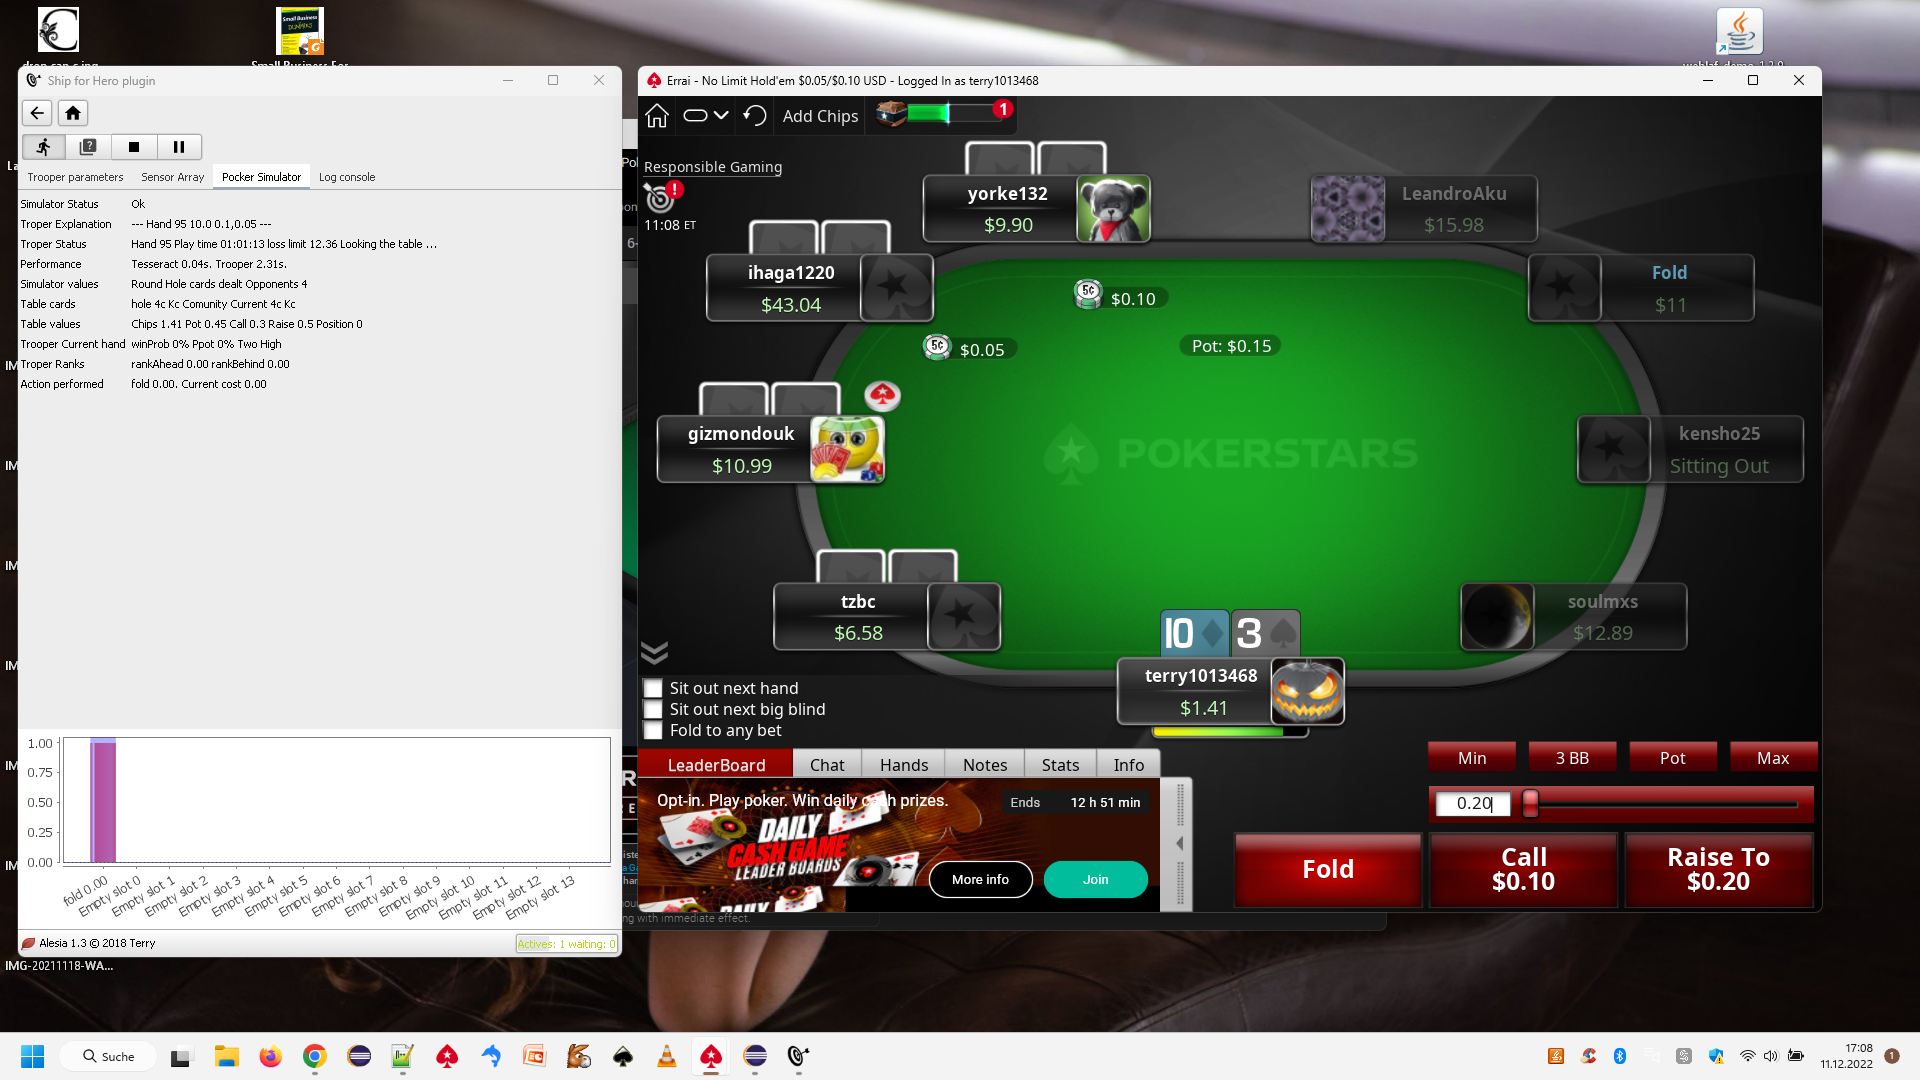 Ship for Hero plugin
Trooper parameters
Sensor Array
Pocker Simulator
Log console
Simulator Status Ok
Troper Explanation --- Hand 95 10.0 0.1,0.05 ---
Troper Status Hand 95 Play time 01:01:13 loss limit 12.36 Looking the table ...
Performance Tesseract 0.04s. Trooper 2.31s.
Simulator values Round Hole cards dealt Opponents 4
Table cards hole 4c Kc Comunity Current 4c Kc
Table values Chips 1.41 Pot 0.45 Call 0.3 Raise 0.5 Position 0
Trooper Current hand winProb 0% Ppot 0% Two High
Troper Ranks rankAhead 0.00 rankBehind 0.00
Action performed fold 0.00. Current cost 0.00
1.00
0.75
0.50
0.25
0.00
fold 0.00
Empty slot 0
Empty slot 1
Empty slot 2
Empty slot 3
Empty slot 4
Empty slot 5
Empty slot 6
Empty slot 7
Empty slot 8
Empty slot 9
Empty slot 10
Empty slot 11
Empty slot 12
Empty slot 13
Alesia 1.3 © 2018 Terry
Actives: 1 waiting: 0
IMG-20211118-WA...
Errai - No Limit Hold'em $0.05/$0.10 USD - Logged In as terry1013468
Add Chips
1
Responsible Gaming
11:08 ET
yorke132
$9.90
LeandroAku
$15.98
ihaga1220
$43.04
Fold
$11
5¢ $0.10
5¢ $0.05
Pot: $0.15
gizmondouk
$10.99
POKERSTARS
kensho25
Sitting Out
tzbc
$6.58
10 3
soulmxs
$12.89
terry1013468
$1.41
Sit out next hand
Sit out next big blind
Fold to any bet
LeaderBoard
Chat
Hands
Notes
Stats
Info
Opt-in. Play poker. Win daily cash prizes.
Ends 12 h 51 min
DAILY
CASH GAME
LEADER BOARDS
More info
Join
Min
3 BB
Pot
Max
0.20
Fold
Call
$0.10
Raise To
$0.20
ng with immediate effect.
Suche
17:08
11.12.2022
1